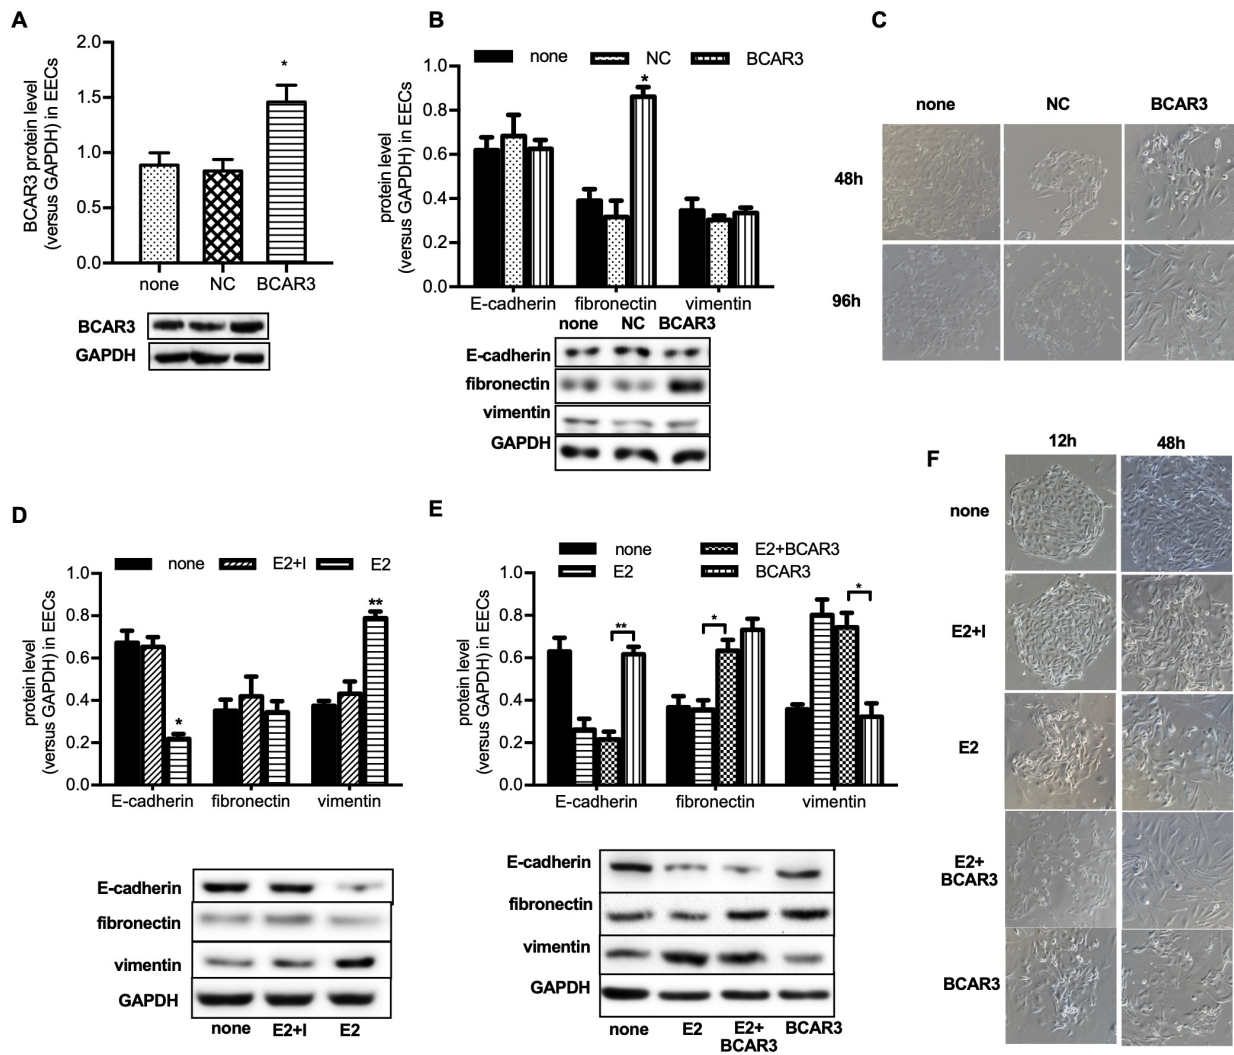 A
BCAR3 protein level
(versus GAPDH) in EECs
2.0
1.5
1.0
0.5
0.0
*
none NC BCAR3
BCAR3
GAPDH
B
none NC BCAR3
protein level
(versus GAPDH) in EECs
1.0
0.8
0.6
0.4
0.2
0.0
*
E-cadherin fibronectin vimentin
none NC BCAR3
E-cadherin
fibronectin
vimentin
GAPDH
C
none NC BCAR3
48h
96h
D
none E2+I E2
protein level
(versus GAPDH) in EECs
1.0
0.8
0.6
0.4
0.2
0.0
*
**
E-cadherin fibronectin vimentin
E-cadherin
fibronectin
vimentin
GAPDH
none E2+I E2
E
none E2+BCAR3
E2 BCAR3
protein level
(versus GAPDH) in EECs
1.0
0.8
0.6
0.4
0.2
0.0
**
*
*
E-cadherin fibronectin vimentin
E-cadherin
fibronectin
vimentin
GAPDH
none E2 E2+ BCAR3
BCAR3
F
12h 48h
none
E2+I
E2
E2+
BCAR3
BCAR3